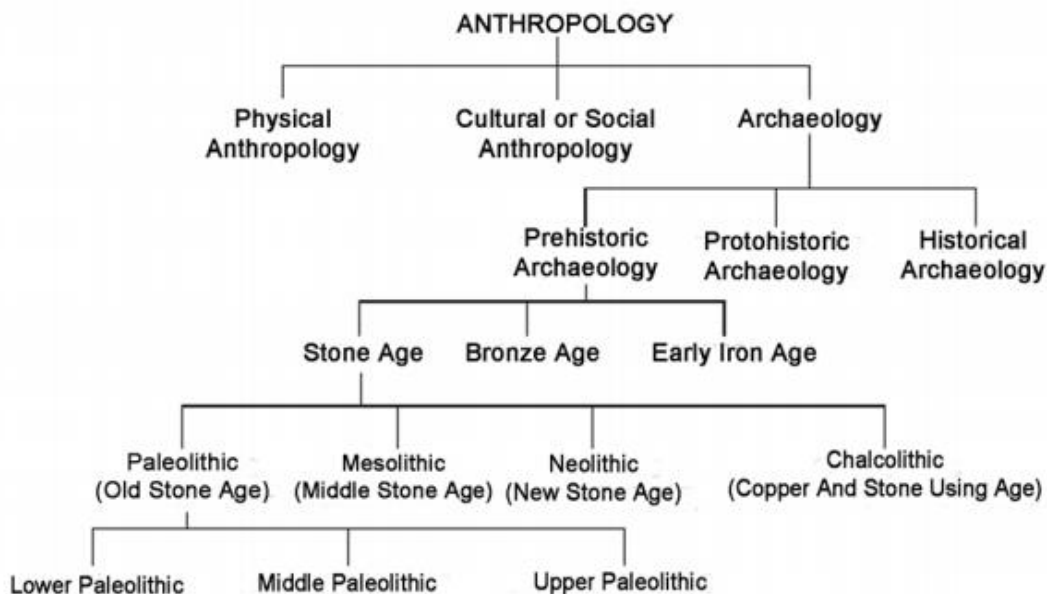 ANTHROPOLOGY
Physical
Anthropology
Cultural or Social
Anthropology
Archaeology
Prehistoric
Archaeology
Protohistoric
Archaeology
Historical
Archaeology
Stone Age
Bronze Age
Early Iron Age
Paleolithic
(Old Stone Age)
Mesolithic
(Middle Stone Age)
Neolithic
(New Stone Age)
Chalcolithic
(Copper And Stone Using Age)
Lower Paleolithic
Middle Paleolithic
Upper Paleolithic